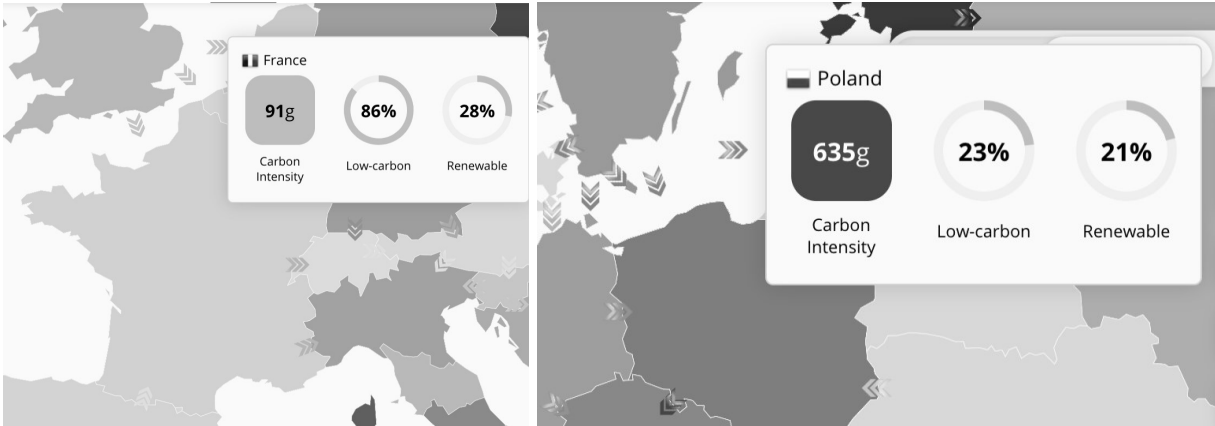 France
91g
86%
28%
Carbon
Intensity
Low-carbon
Renewable
Poland
635g
23%
21%
Carbon
Intensity
Low-carbon
Renewable